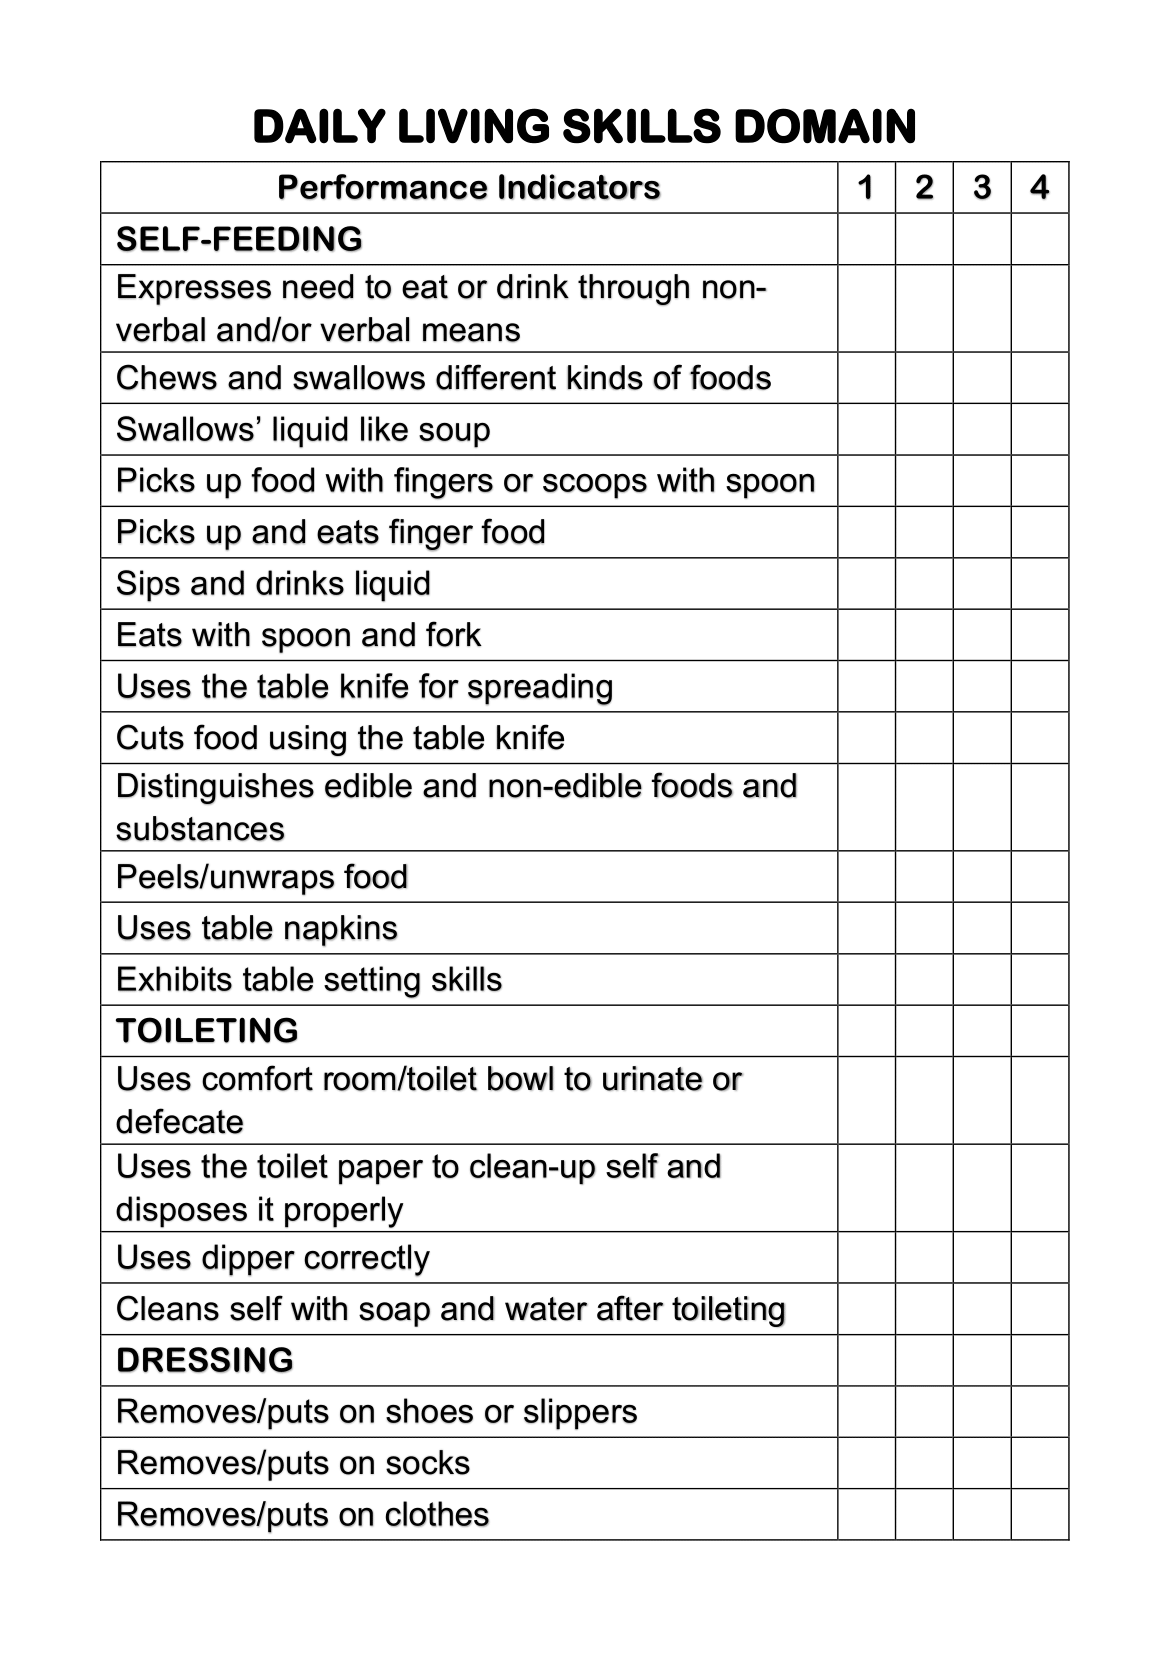 DAILY LIVING SKILLS DOMAIN
Performance Indicators 1 2 3 4
SELF-FEEDING
Expresses need to eat or drink through non-
verbal and/or verbal means
Chews and swallows different kinds of foods
Swallows’ liquid like soup
Picks up food with fingers or scoops with spoon
Picks up and eats finger food
Sips and drinks liquid
Eats with spoon and fork
Uses the table knife for spreading
Cuts food using the table knife
Distinguishes edible and non-edible foods and
substances
Peels/unwraps food
Uses table napkins
Exhibits table setting skills
TOILETING
Uses comfort room/toilet bowl to urinate or
defecate
Uses the toilet paper to clean-up self and
disposes it properly
Uses dipper correctly
Cleans self with soap and water after toileting
DRESSING
Removes/puts on shoes or slippers
Removes/puts on socks
Removes/puts on clothes